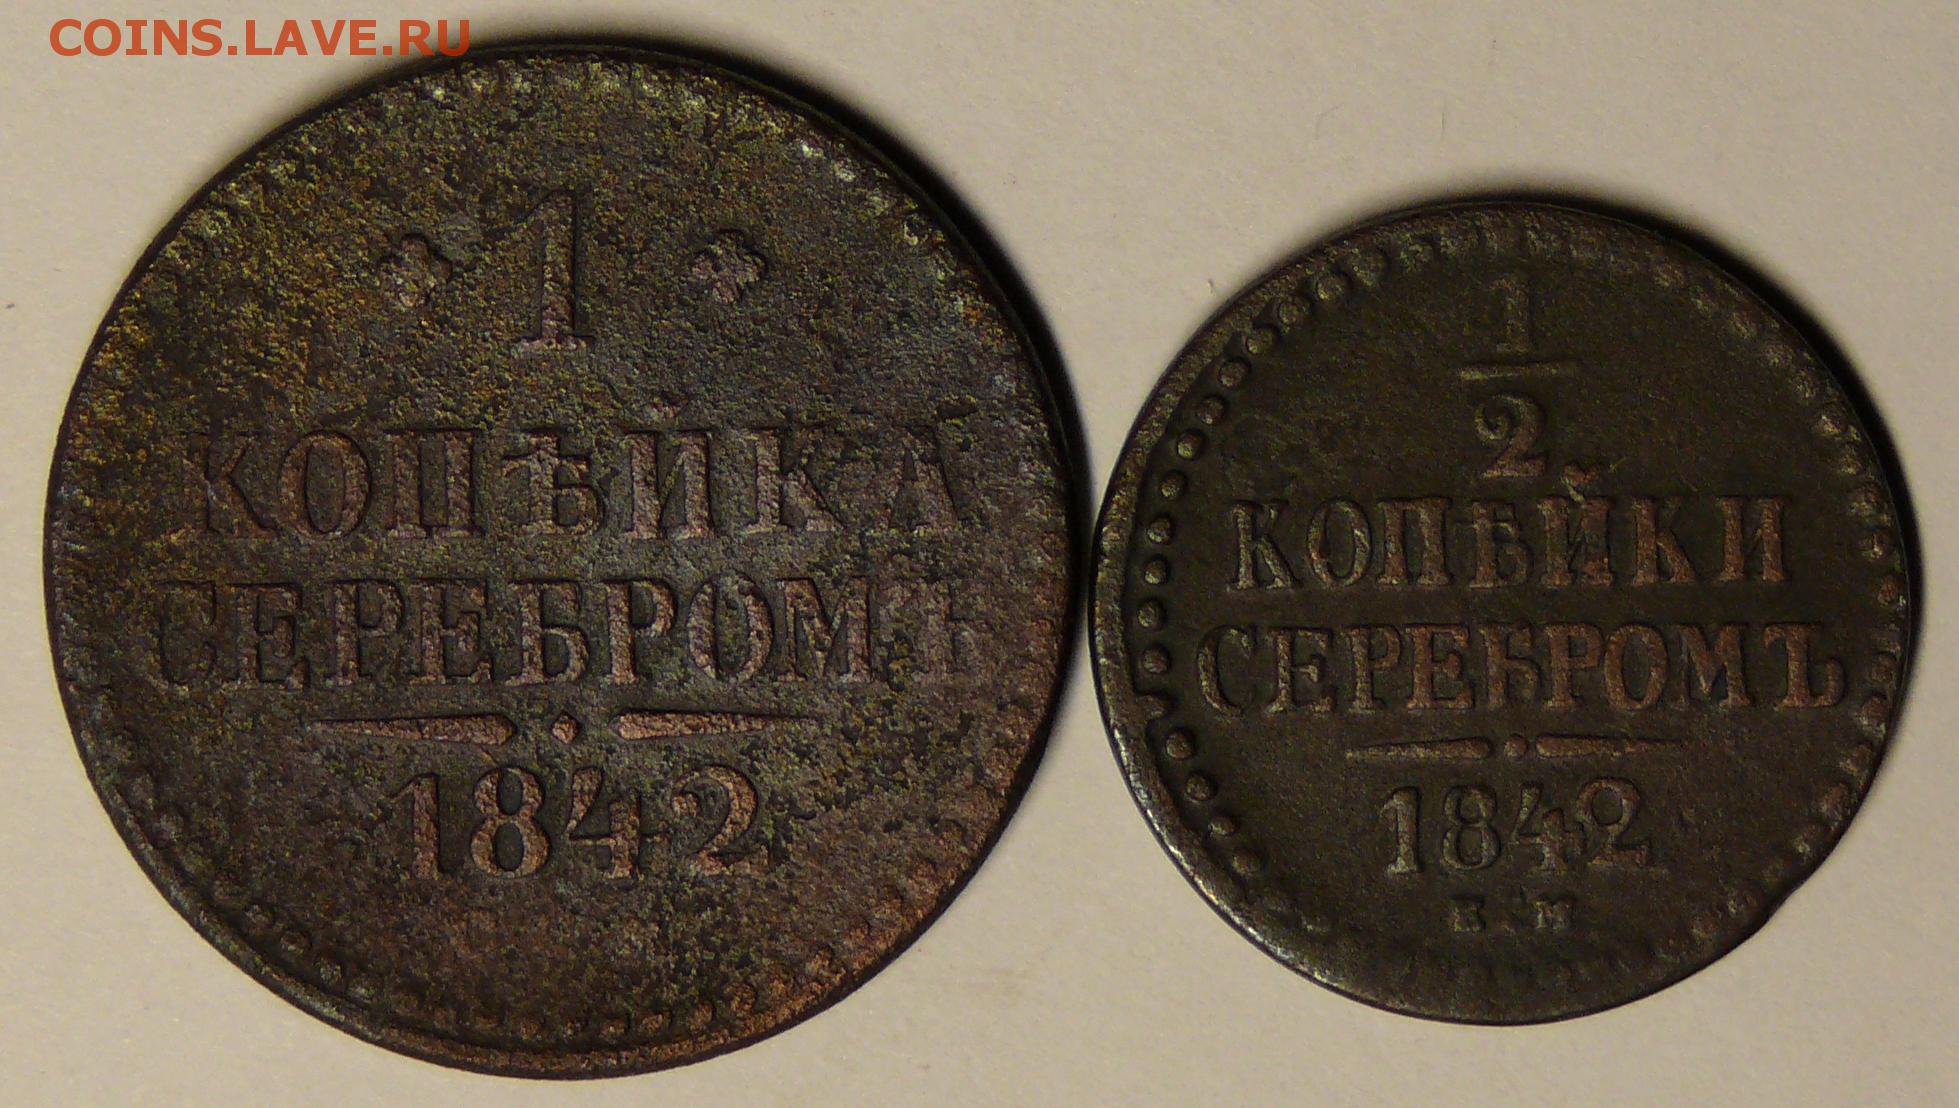 COINS.LAVE.RU
1
КОПѢЙКА
СЕРЕБРОМЪ
1842
1
2
КОПѢЙКИ
СЕРЕБРОМЪ
1842
Е.М